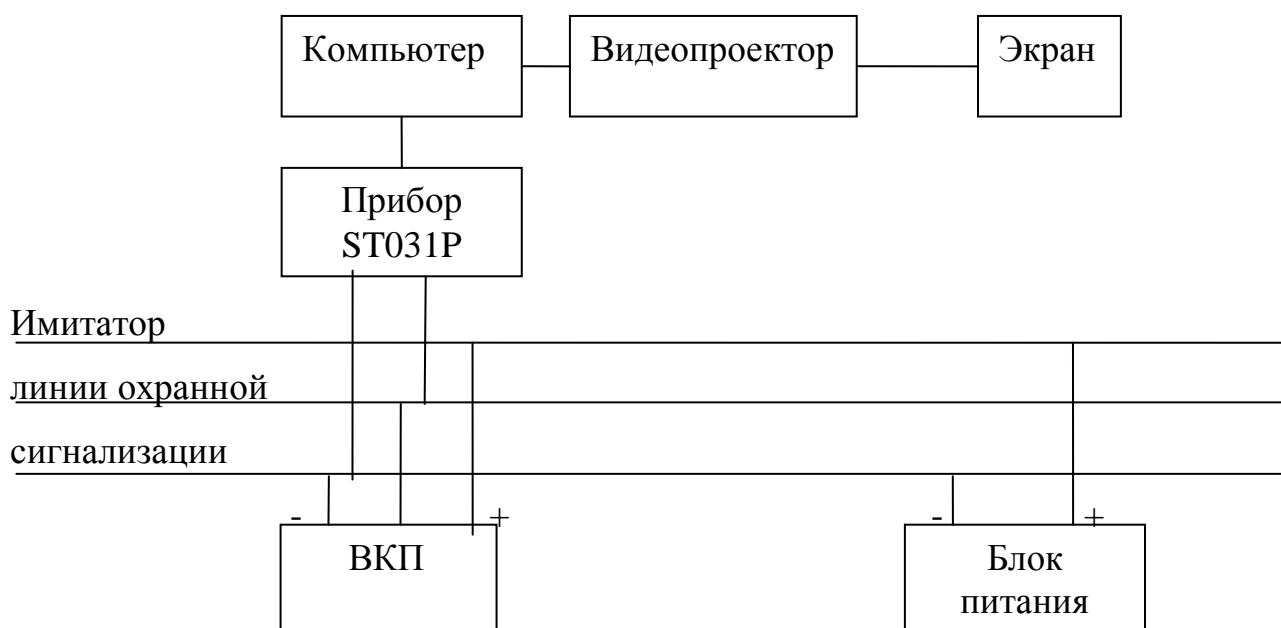 Компьютер
Видеопроектор
Экран
Прибор
ST031P
Имитатор
линии охранной
сигнализации
- +
- +
ВКП
Блок
питания